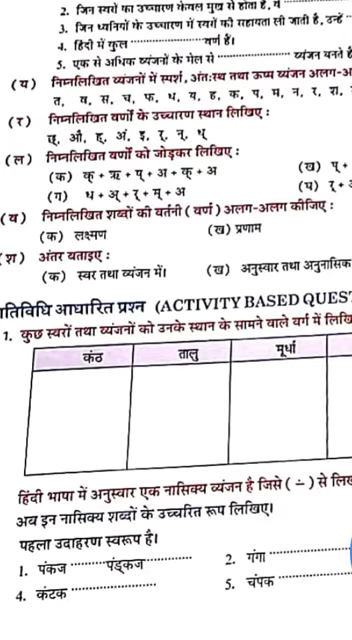 2. जिन स्वरों का उच्चारण केवल मुख से होता है, वे
3. जिन ध्वनियों के उच्चारण में स्वरों की सहायता ली जाती है, उन्हें
4. हिंदी में कुल .................... वर्ण हैं।
5. एक से अधिक व्यंजनों के मेल से .................... व्यंजन बनते हैं
(य) निम्नलिखित व्यंजनों में स्पर्श, अंतःस्थ तथा ऊष्म व्यंजन अलग-अ
त, व, स, च, फ, ध, य, ह, क, प, म, न, र, श,
(र) निम्नलिखित वर्णों के उच्चारण स्थान लिखिए :
छ्, औ, ह्, अं, इ, र्, न्, ध्
(ल) निम्नलिखित वर्णों को जोड़कर लिखिए :
(क) क् + ऋ + प् + अ + क् + अ (ख) प् +
(ग) ध + अ् + र् + म् + अ (घ) र् +
(व) निम्नलिखित शब्दों की वर्तनी ( वर्ण ) अलग-अलग कीजिए :
(क) लक्ष्मण (ख) प्रणाम
(श) अंतर बताइए :
(क) स्वर तथा व्यंजन में। (ख) अनुस्वार तथा अनुनासिक
गतिविधि आधारित प्रश्न (ACTIVITY BASED QUEST
1. कुछ स्वरों तथा व्यंजनों को उनके स्थान के सामने वाले वर्ग में लिखि
कंठ तालु मूर्धा
हिंदी भाषा में अनुस्वार एक नासिक्य व्यंजन है जिसे ( ∸ ) से लिख
अब इन नासिक्य शब्दों के उच्चरित रूप लिखिए।
पहला उदाहरण स्वरूप है।
1. पंकज ..........पंड्कज.......... 2. गंगा ....................
4. कंटक .................... 5. चंपक ....................